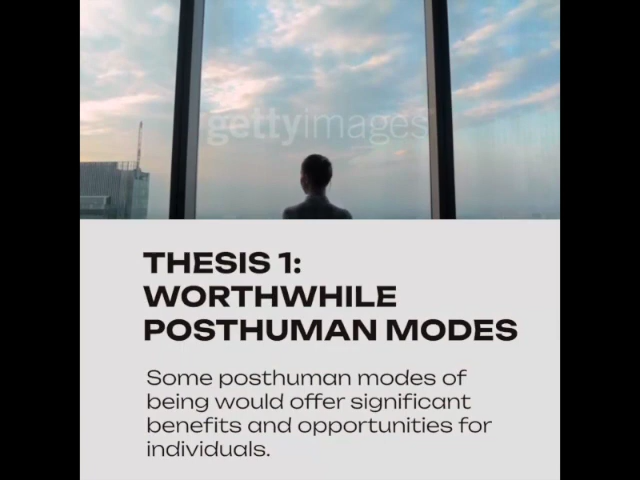 gettyimages
THESIS 1:
WORTHWHILE
POSTHUMAN MODES
Some posthuman modes of
being would offer significant
benefits and opportunities for
individuals.